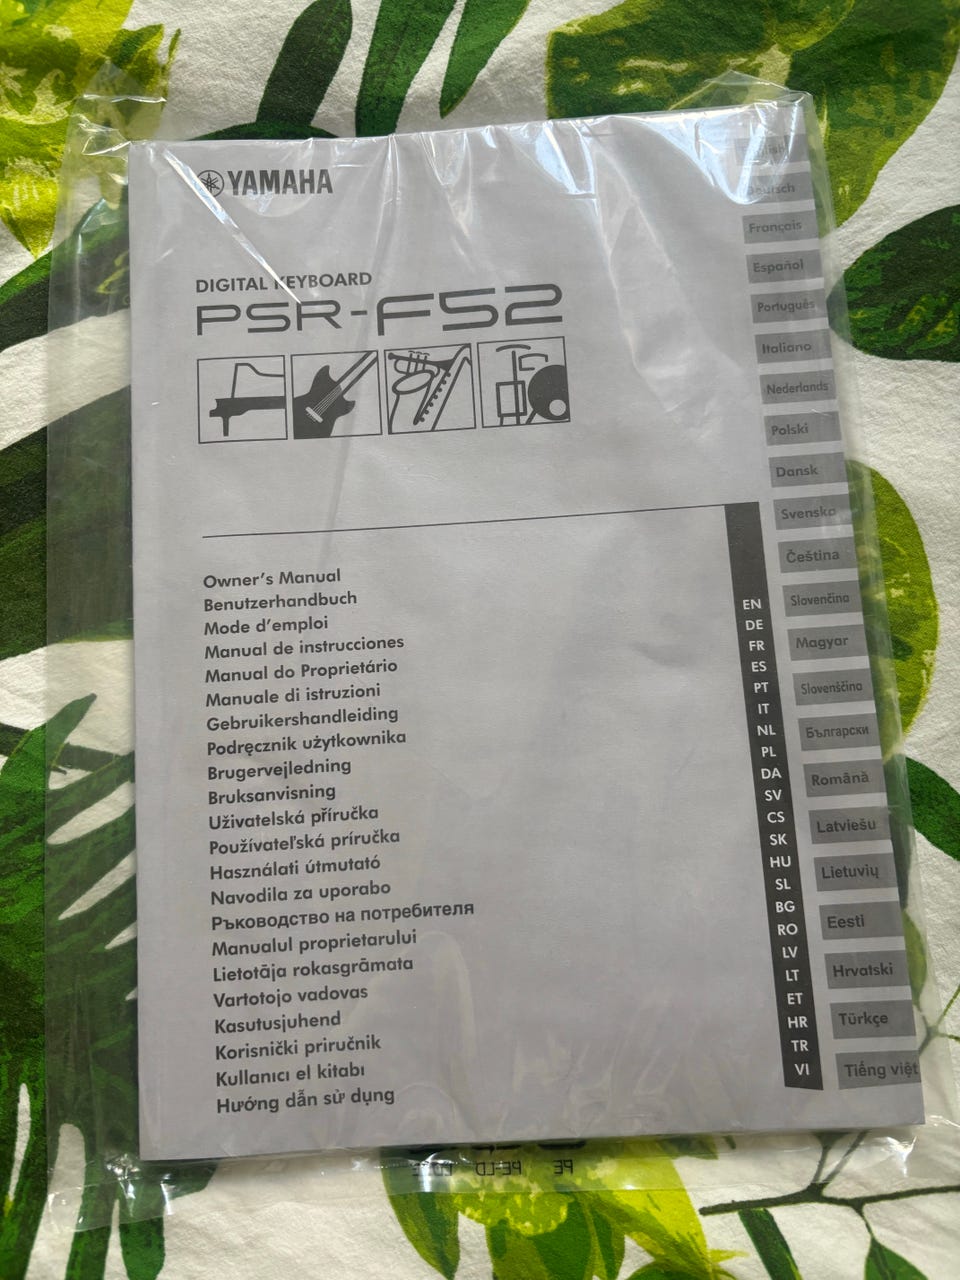 YAMAHA
DIGITAL KEYBOARD
PSR-F52
Owner's Manual
Benutzerhandbuch
Mode d'emploi
Manual de instrucciones
Manual do Proprietário
Manuale di istruzioni
Gebruikershandleiding
Podręcznik użytkownika
Brugervejledning
Bruksanvisning
Uživatelská příručka
Používateľská príručka
Használati útmutató
Navodila za uporabo
Ръководство на потребителя
Manualul proprietarului
Lietotāja rokasgrāmata
Vartotojo vadovas
Kasutusjuhend
Korisnički priručnik
Kullanıcı el kitabı
Hướng dẫn sử dụng
EN
DE
FR
ES
PT
IT
NL
PL
DA
SV
CS
SK
HU
SL
BG
RO
LV
LT
ET
HR
TR
VI
English
Deutsch
Français
Español
Português
Italiano
Nederlands
Polski
Dansk
Svenska
Čeština
Slovenčina
Magyar
Slovenščina
Български
Română
Latviešu
Lietuvių
Eesti
Hrvatski
Türkçe
Tiếng việt
PE PE-LD